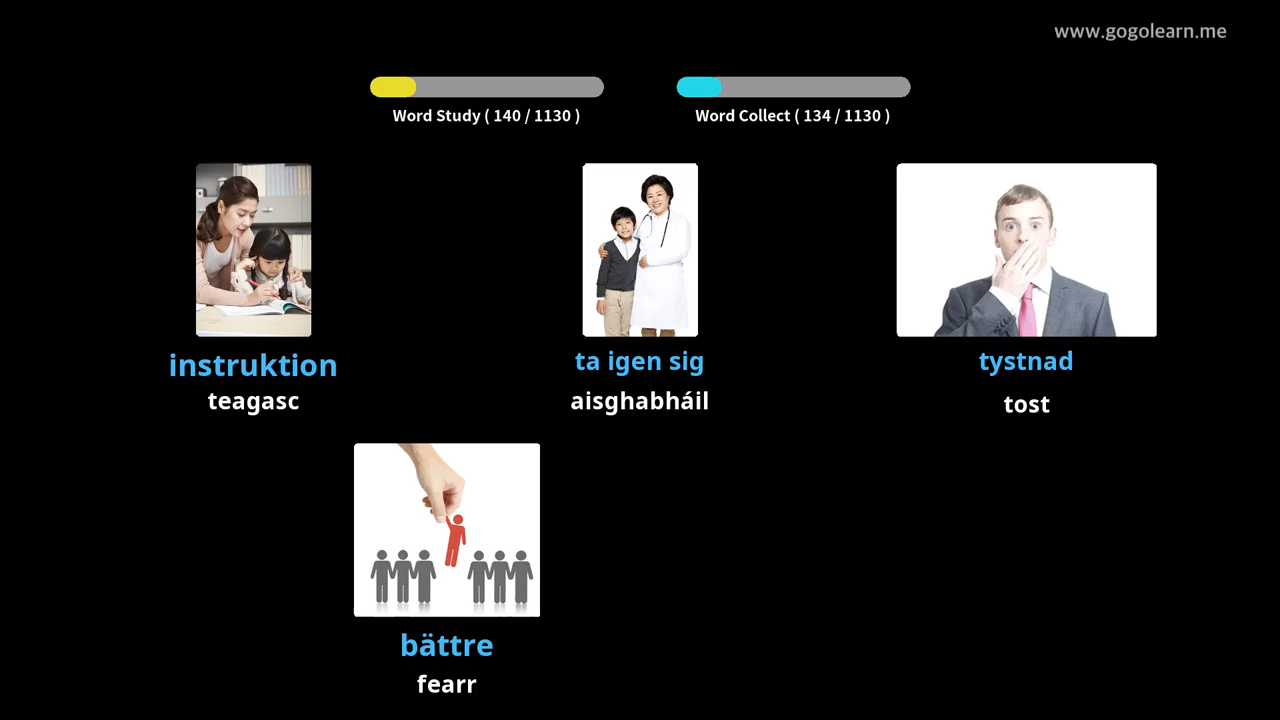 www.gogolearn.me
Word Study ( 140 / 1130 )
Word Collect ( 134 / 1130 )
instruktion
teagasc
ta igen sig
aisghabháil
tystnad
tost
bättre
fearr